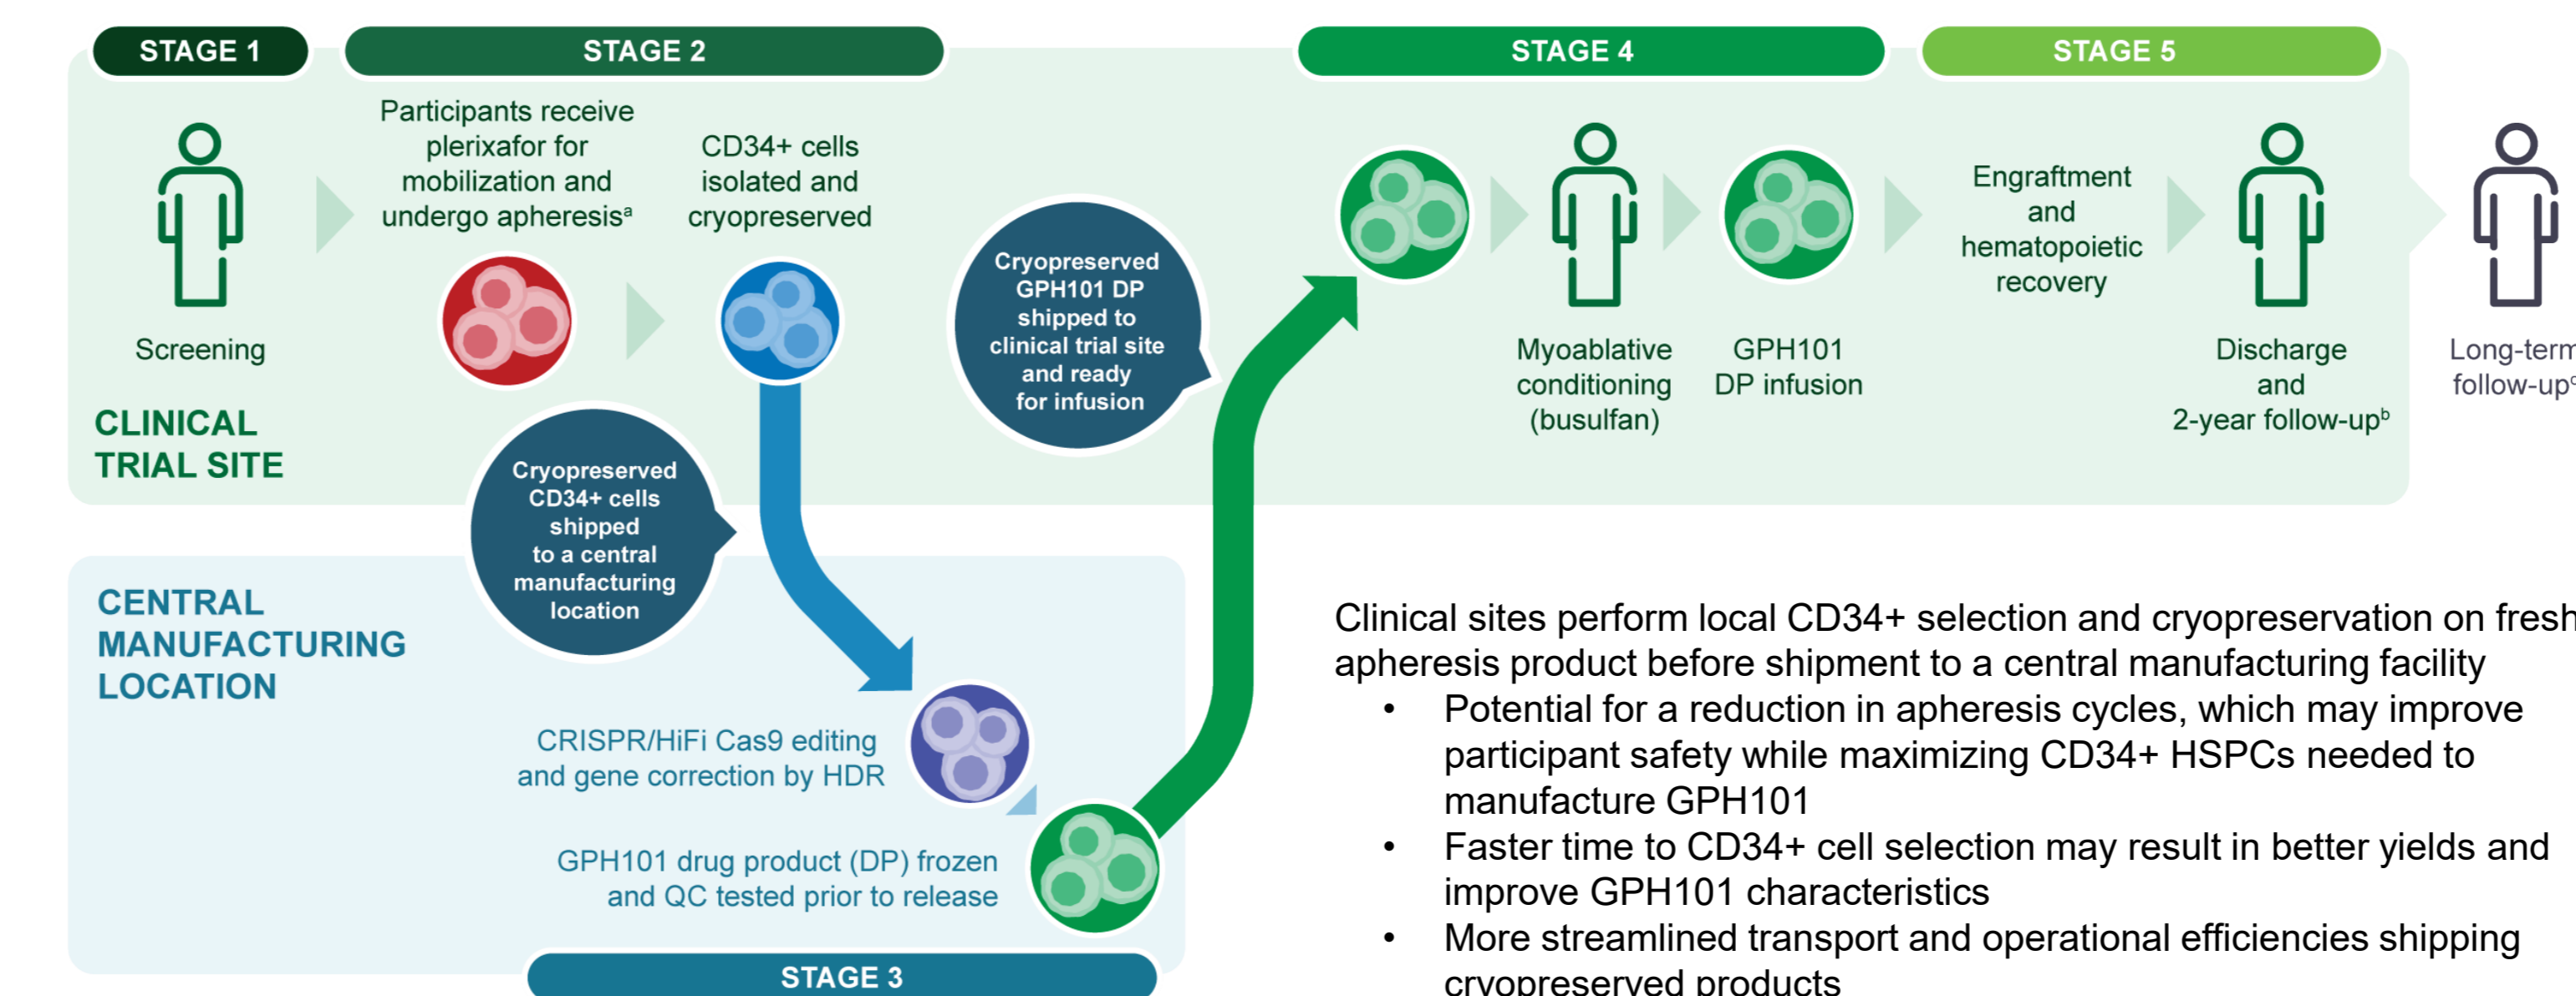 STAGE 1
STAGE 2
STAGE 4
STAGE 5
Screening
CLINICAL
TRIAL SITE
Participants receive
plerixafor for
mobilization and
undergo apheresisᵃ
CD34+ cells
isolated and
cryopreserved
Cryopreserved
CD34+ cells
shipped
to a central
manufacturing
location
Cryopreserved
GPH101 DP
shipped to
clinical trial site
and ready
for infusion
Myoablative
conditioning
(busulfan)
GPH101
DP infusion
Engraftment
and
hematopoietic
recovery
Discharge
and
2-year follow-upᵇ
Long-term
follow-up
CENTRAL
MANUFACTURING
LOCATION
CRISPR/HiFi Cas9 editing
and gene correction by HDR
GPH101 drug product (DP) frozen
and QC tested prior to release
STAGE 3
Clinical sites perform local CD34+ selection and cryopreservation on fresh
apheresis product before shipment to a central manufacturing facility
• Potential for a reduction in apheresis cycles, which may improve
participant safety while maximizing CD34+ HSPCs needed to
manufacture GPH101
• Faster time to CD34+ cell selection may result in better yields and
improve GPH101 characteristics
• More streamlined transport and operational efficiencies shipping
cryopreserved products